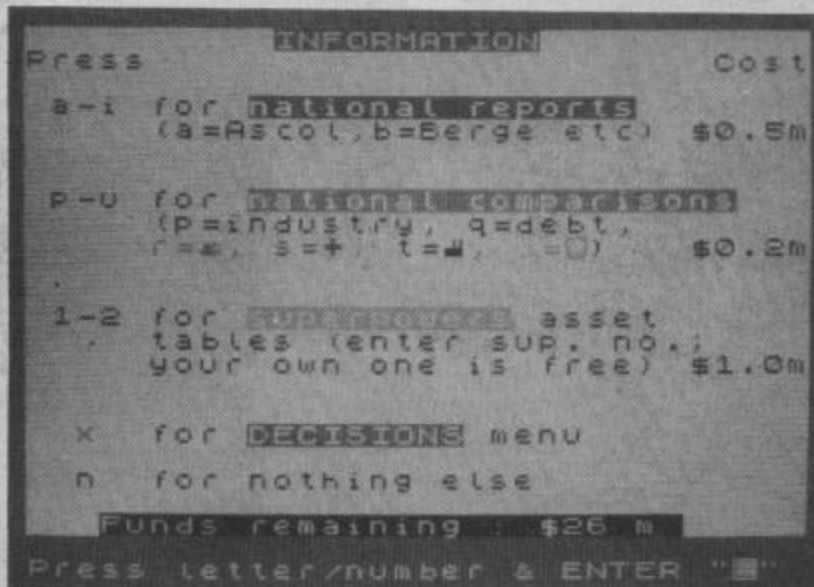 INFORMATION
Press Cost
a-i for national reports
(a=Ascol,b=Berge etc) $0.5m
p-u for national comparisons
(p=industry, q=debt,
r= , s=+, t= , = ) $0.2m
1-2 for superpowers asset
tables (enter sup. no.;
your own one is free) $1.0m
x for DECISIONS menu
n for nothing else
Funds remaining : $26 m
Press letter/number & ENTER "█"